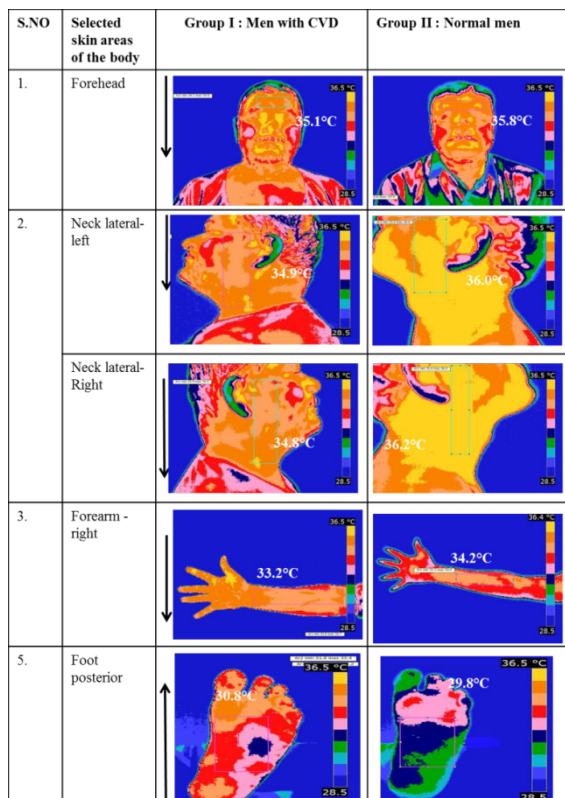 S.NO
Selected
skin areas
of the body
Group I : Men with CVD
Group II : Normal men
1.
Forehead
36.5 °C
35.1°C
28.5
36.5 °C
35.8°C
28.5
2.
Neck lateral-
left
36.5 °C
34.9°C
28.5
36.5 °C
36.0°C
28.5
Neck lateral-
Right
36.5 °C
34.8°C
28.5
36.5 °C
36.2°C
28.5
3.
Forearm -
right
36.5 °C
33.2°C
28.5
36.4 °C
34.2°C
28.5
5.
Foot
posterior
36.5 °C
30.8°C
28.5
36.5 °C
29.8°C
28.5